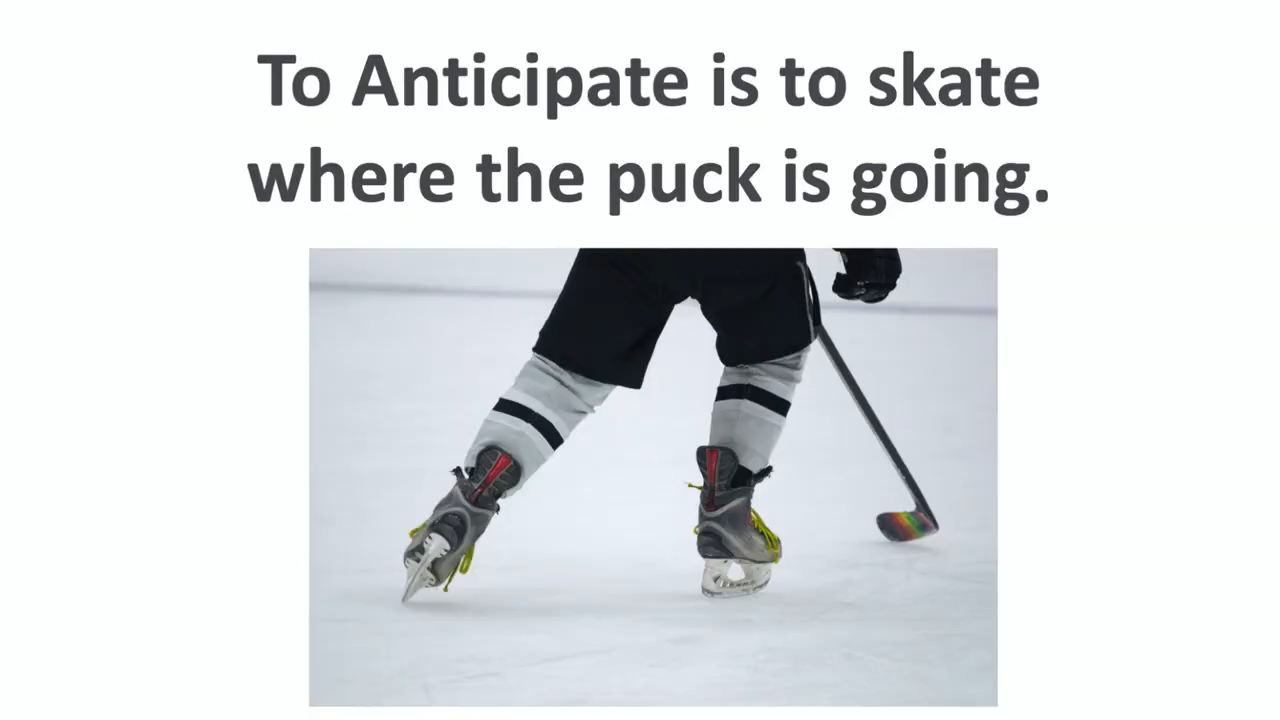 To Anticipate is to skate
where the puck is going.